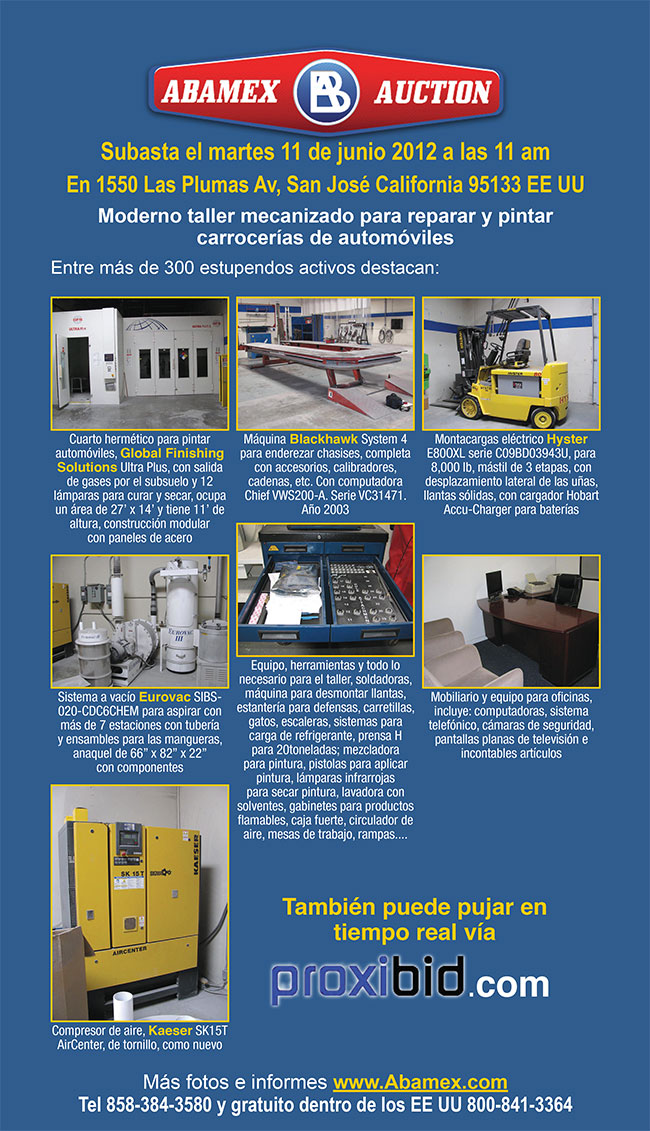 ABAMEX AB AUCTION
Subasta el martes 11 de junio 2012 a las 11 am
En 1550 Las Plumas Av, San José California 95133 EE UU
Moderno taller mecanizado para reparar y pintar
carrocerías de automóviles
Entre más de 300 estupendos activos destacan:
Cuarto hermético para pintar
automóviles, Global Finishing
Solutions Ultra Plus, con salida
de gases por el subsuelo y 12
lámparas para curar y secar, ocupa
un área de 27' x 14' y tiene 11' de
altura, construcción modular
con paneles de acero
Máquina Blackhawk System 4
para enderezar chasises, completa
con accesorios, calibradores,
cadenas, etc. Con computadora
Chief VWS200-A. Serie VC31471.
Año 2003
HYSTER
Montacargas eléctrico Hyster
E80OXL serie C09BD03943U, para
8,000 lb, mástil de 3 etapas, con
desplazamiento lateral de las uñas,
llantas sólidas, con cargador Hobart
Accu-Charger para baterías
EUROVAC
III
Sistema a vacío Eurovac SIBS-
020-CDC6CHEM para aspirar con
más de 7 estaciones con tubería
y ensambles para las mangueras,
anaquel de 66” x 82” x 22”
con componentes
Equipo, herramientas y todo lo
necesario para el taller, soldadoras,
máquina para desmontar llantas,
estantería para defensas, carretillas,
gatos, escaleras, sistemas para
carga de refrigerante, prensa H
para 20toneladas; mezcladora
para pintura, pistolas para aplicar
pintura, lámparas infrarrojas
para secar pintura, lavadora con
solventes, gabinetes para productos
flamables, caja fuerte, circulador de
aire, mesas de trabajo, rampas....
Mobiliario y equipo para oficinas,
incluye: computadoras, sistema
telefónico, cámaras de seguridad,
pantallas planas de televisión e
incontables artículos
SK 15 T
KAESER
AIRCENTER
Compresor de aire, Kaeser SK15T
AirCenter, de tornillo, como nuevo
También puede pujar en
tiempo real vía
proxibid.com
Más fotos e informes www.Abamex.com
Tel 858-384-3580 y gratuito dentro de los EE UU 800-841-3364